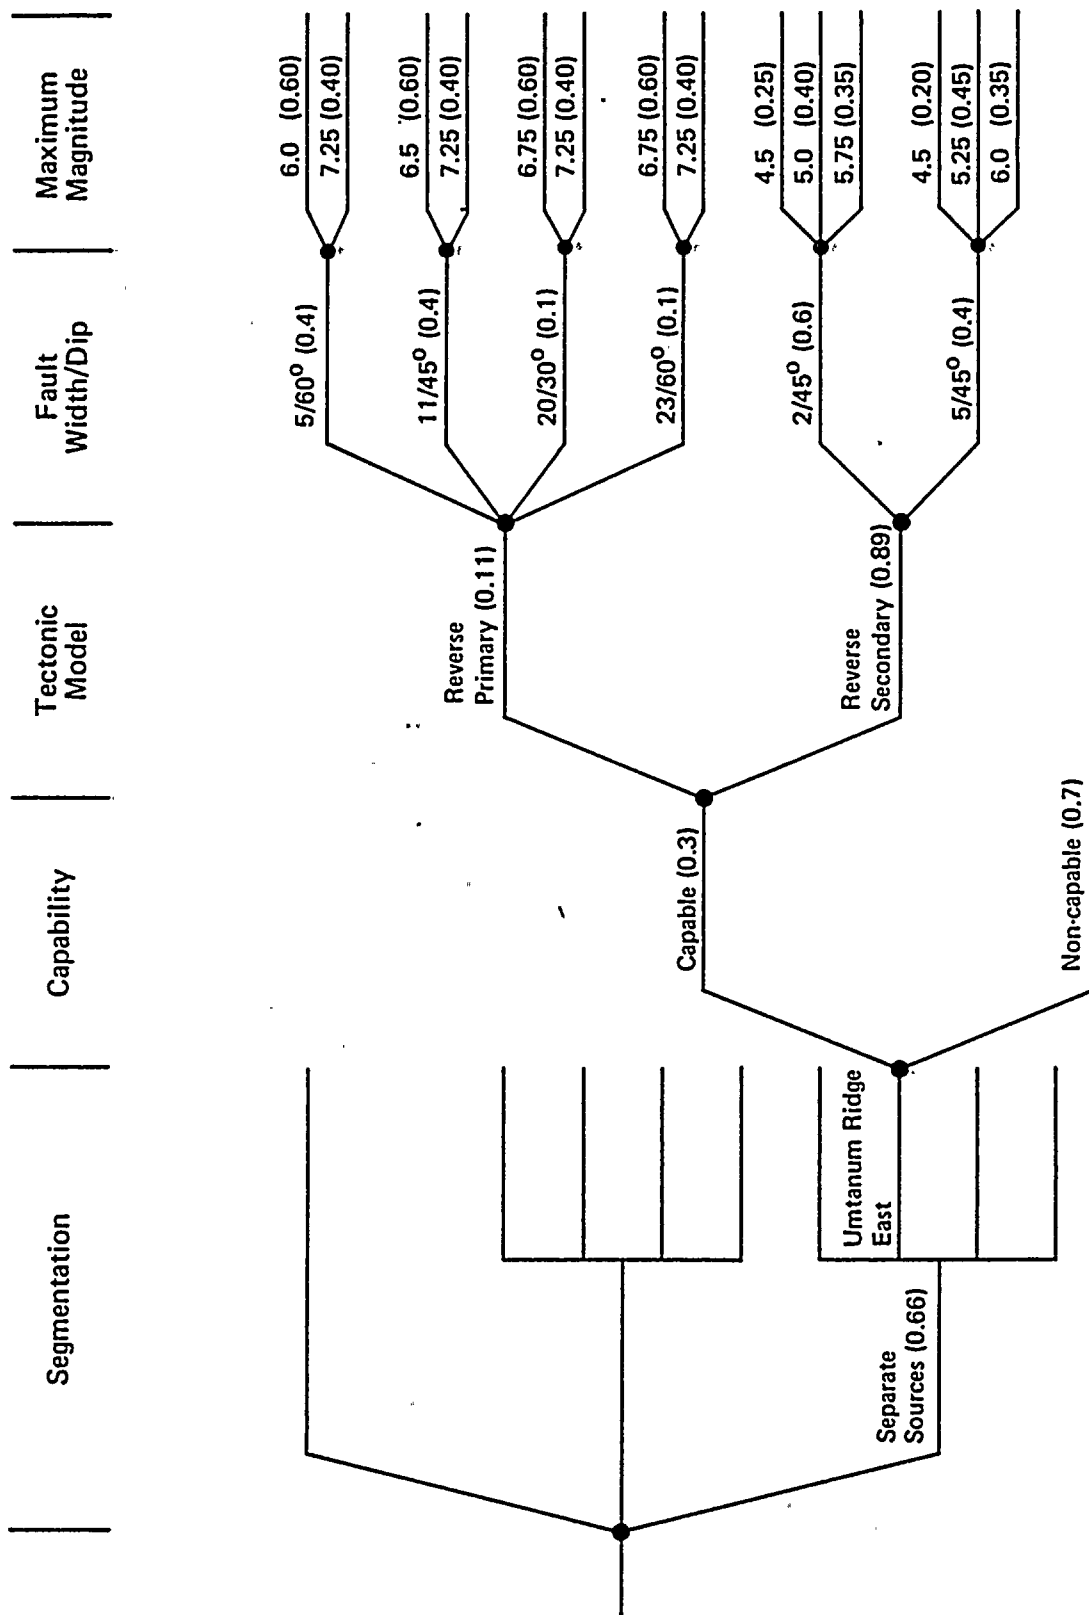 Segmentation
Capability
Tectonic
Model
Fault
Width/Dip
Maximum
Magnitude
Separate
Sources (0.66)
Umtanum Ridge
East
Capable (0.3)
Non-capable (0.7)
Reverse
Primary (0.11)
Reverse
Secondary (0.89)
5/60° (0.4)
11/45° (0.4)
20/30° (0.1)
23/60° (0.1)
2/45° (0.6)
5/45° (0.4)
6.0 (0.60)
7.25 (0.40)
6.5 (0.60)
7.25 (0.40)
6.75 (0.60)
7.25 (0.40)
6.75 (0.60)
7.25 (0.40)
4.5 (0.25)
5.0 (0.40)
5.75 (0.35)
4.5 (0.20)
5.25 (0.45)
6.0 (0.35)